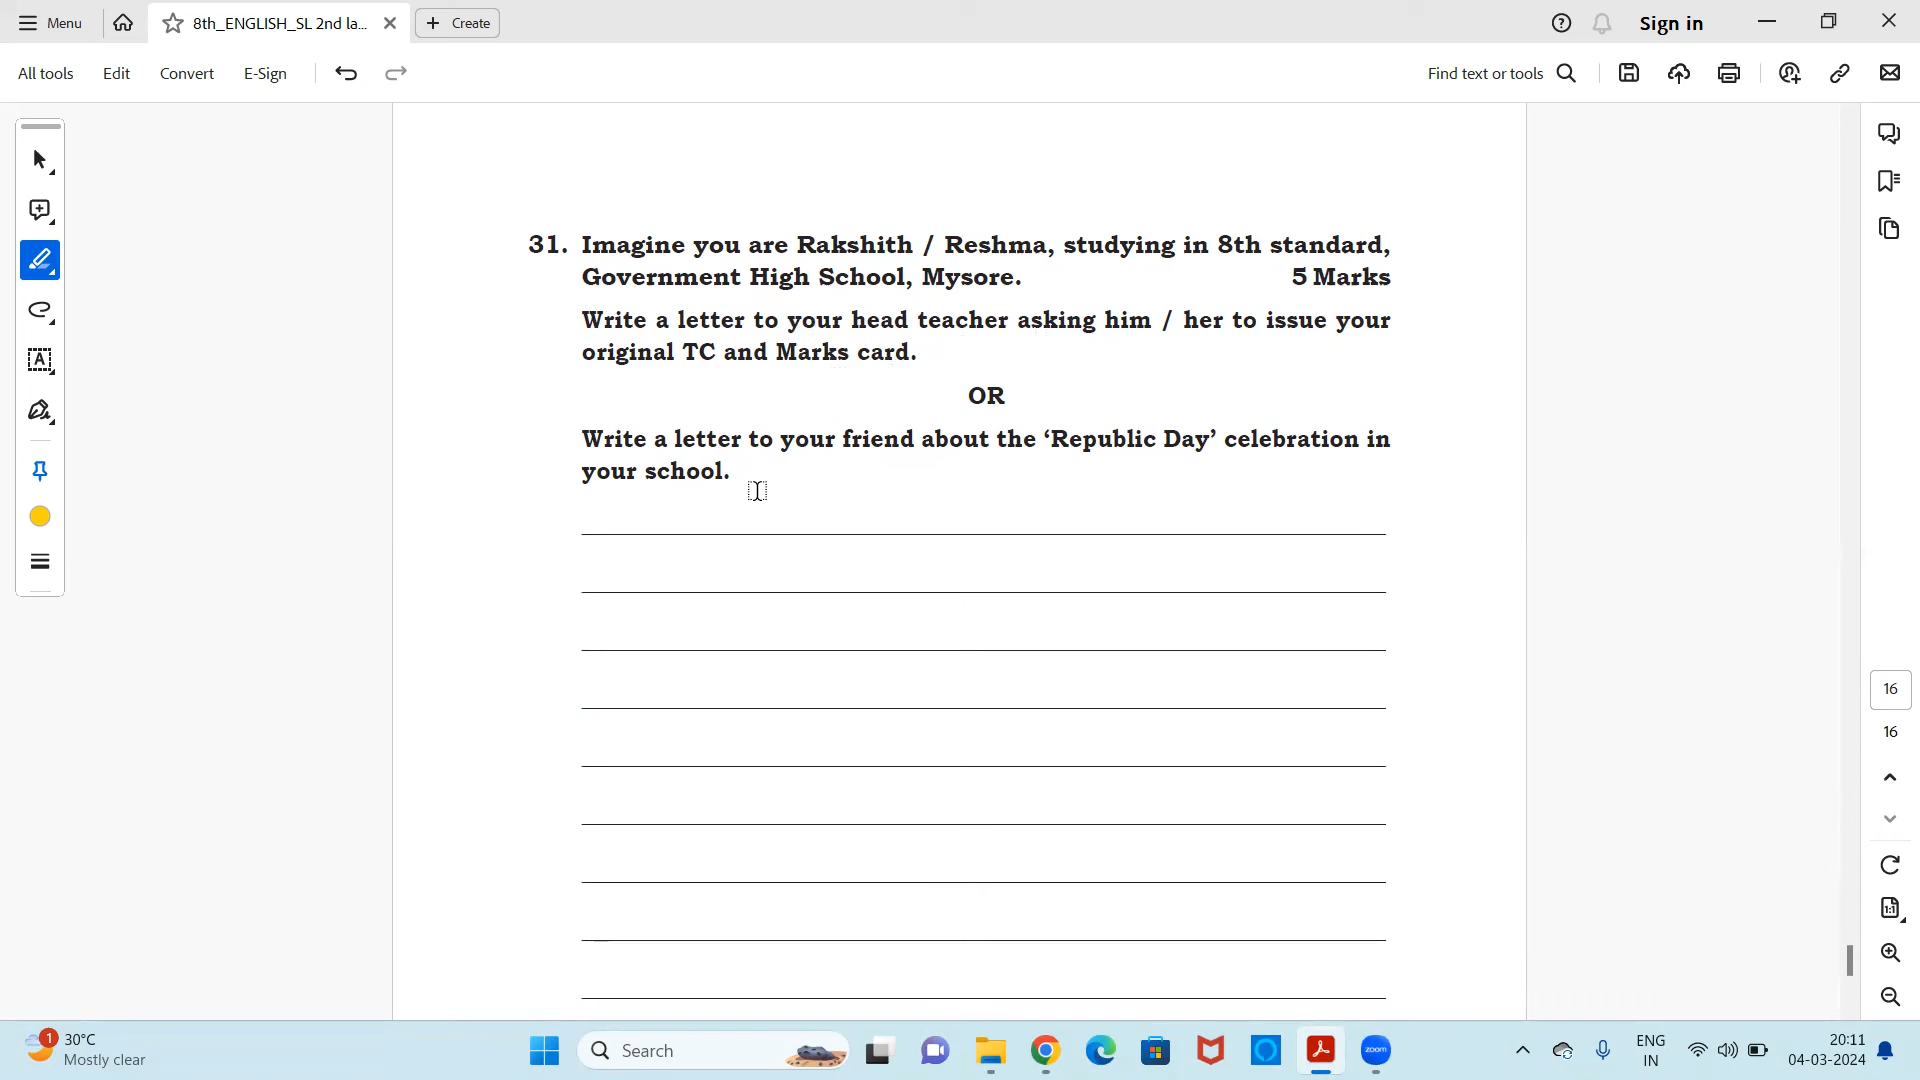 Menu
8th_ENGLISH_SL 2nd la...
Create
Sign in
All tools
Edit
Convert
E-Sign
Find text or tools
31. Imagine you are Rakshith / Reshma, studying in 8th standard,
Government High School, Mysore. 5 Marks
Write a letter to your head teacher asking him / her to issue your
original TC and Marks card.
OR
Write a letter to your friend about the ‘Republic Day’ celebration in
your school.
16
16
1:1
1
30°C
Mostly clear
Search
zoom
ENG
IN
20:11
04-03-2024